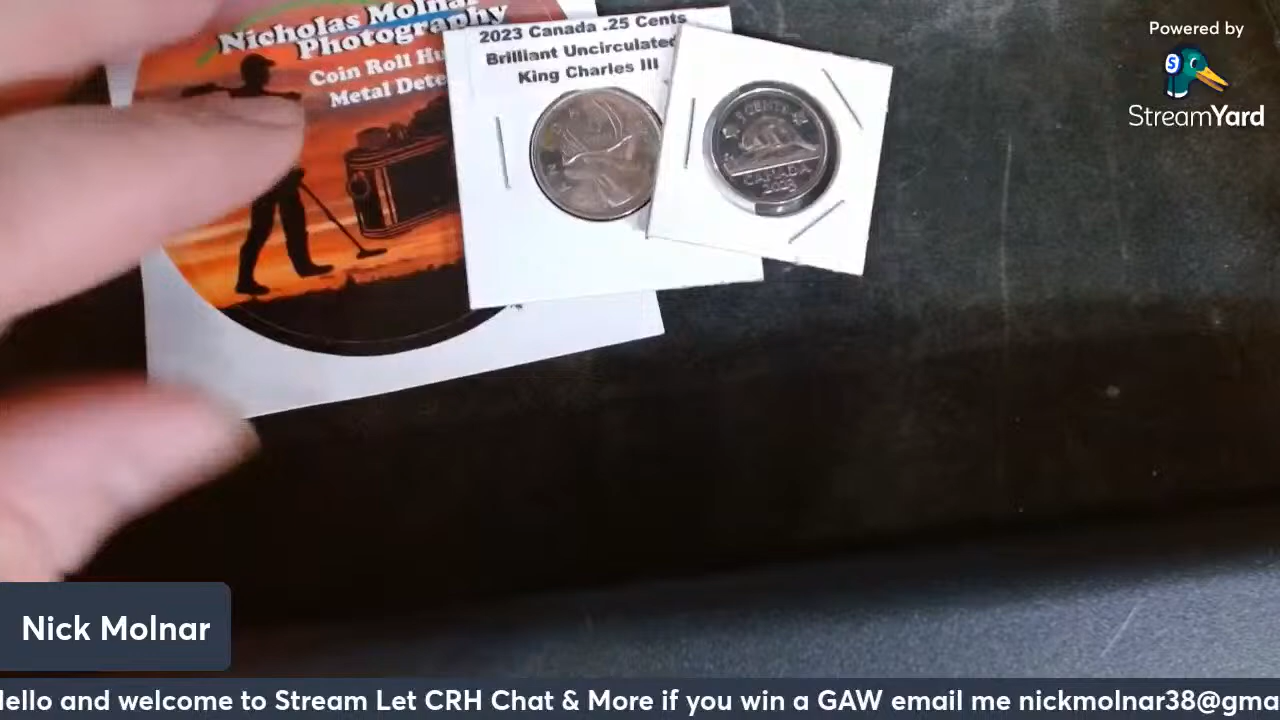 Powered by
StreamYard
Nicholas Molnar
Photography
Coin Roll Hu
Metal Dete
2023 Canada .25 Cents
Brilliant Uncirculated
King Charles III
5 CENTS
CANADA
2023
Nick Molnar
Hello and welcome to Stream Let CRH Chat & More if you win a GAW email me nickmolnar38@gma